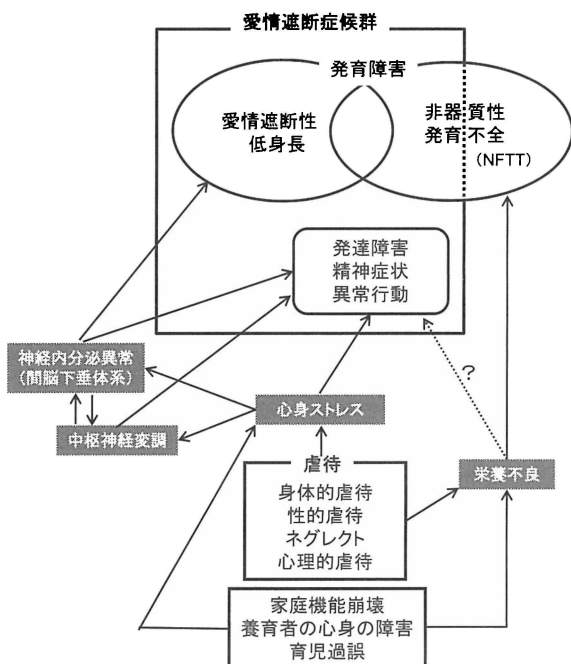 愛情遮断症候群
発育障害
愛情遮断性
低身長
非器質性
発育不全
(NFTT)
発達障害
精神症状
異常行動
神経内分泌異常
(間脳下垂体系)
中枢神経変調
心身ストレス
?
栄養不良
虐待
身体的虐待
性的虐待
ネグレクト
心理的虐待
家庭機能崩壊
養育者の心身の障害
育児過誤